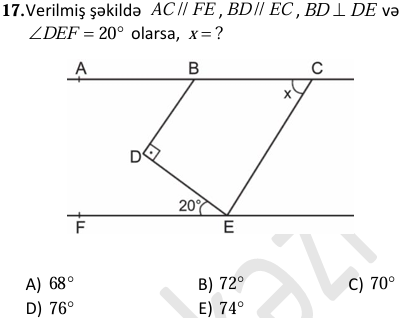 17.Verilmiş şəkildə AC // FE , BD// EC , BD ⊥ DE və
∠DEF = 20° olarsa, x = ?
A B C
x
D
20°
F E
A) 68° B) 72° C) 70°
D) 76° E) 74°